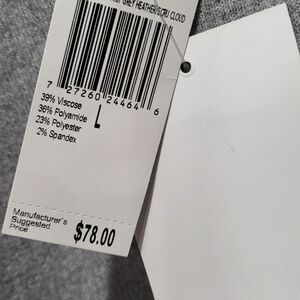 GREY HEATHER/ECRU CLOUD
7 27260 24464 6
39% Viscose
36% Polyamide
23% Polyester
2% Spandex
L
Manufacturer's
Suggested
Price
$78.00